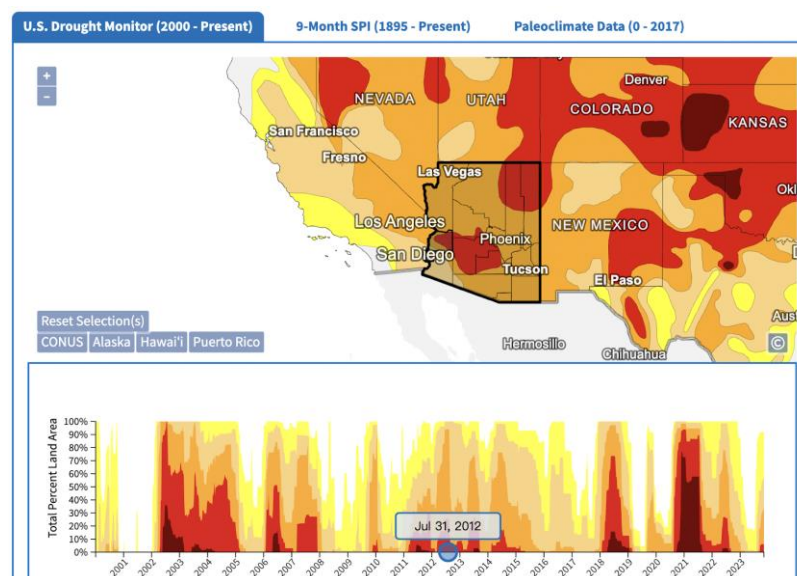 U.S. Drought Monitor (2000 - Present)
9-Month SPI (1895 - Present)
Paleoclimate Data (0 - 2017)
+
−
Denver
NEVADA
UTAH
COLORADO
KANSAS
San Francisco
Fresno
Las Vegas
Okl
Los Angeles
NEW MEXICO
Phoenix
San Diego
Tucson
El Paso
Aust
Hermosillo
Chihuahua
Reset Selection(s)
CONUS
Alaska
Hawai'i
Puerto Rico
©
Total Percent Land Area
100%
90%
80%
70%
60%
50%
40%
30%
20%
10%
0%
Jul 31, 2012
2001
2002
2003
2004
2005
2006
2007
2008
2009
2010
2011
2012
2013
2014
2015
2016
2017
2018
2019
2020
2021
2022
2023